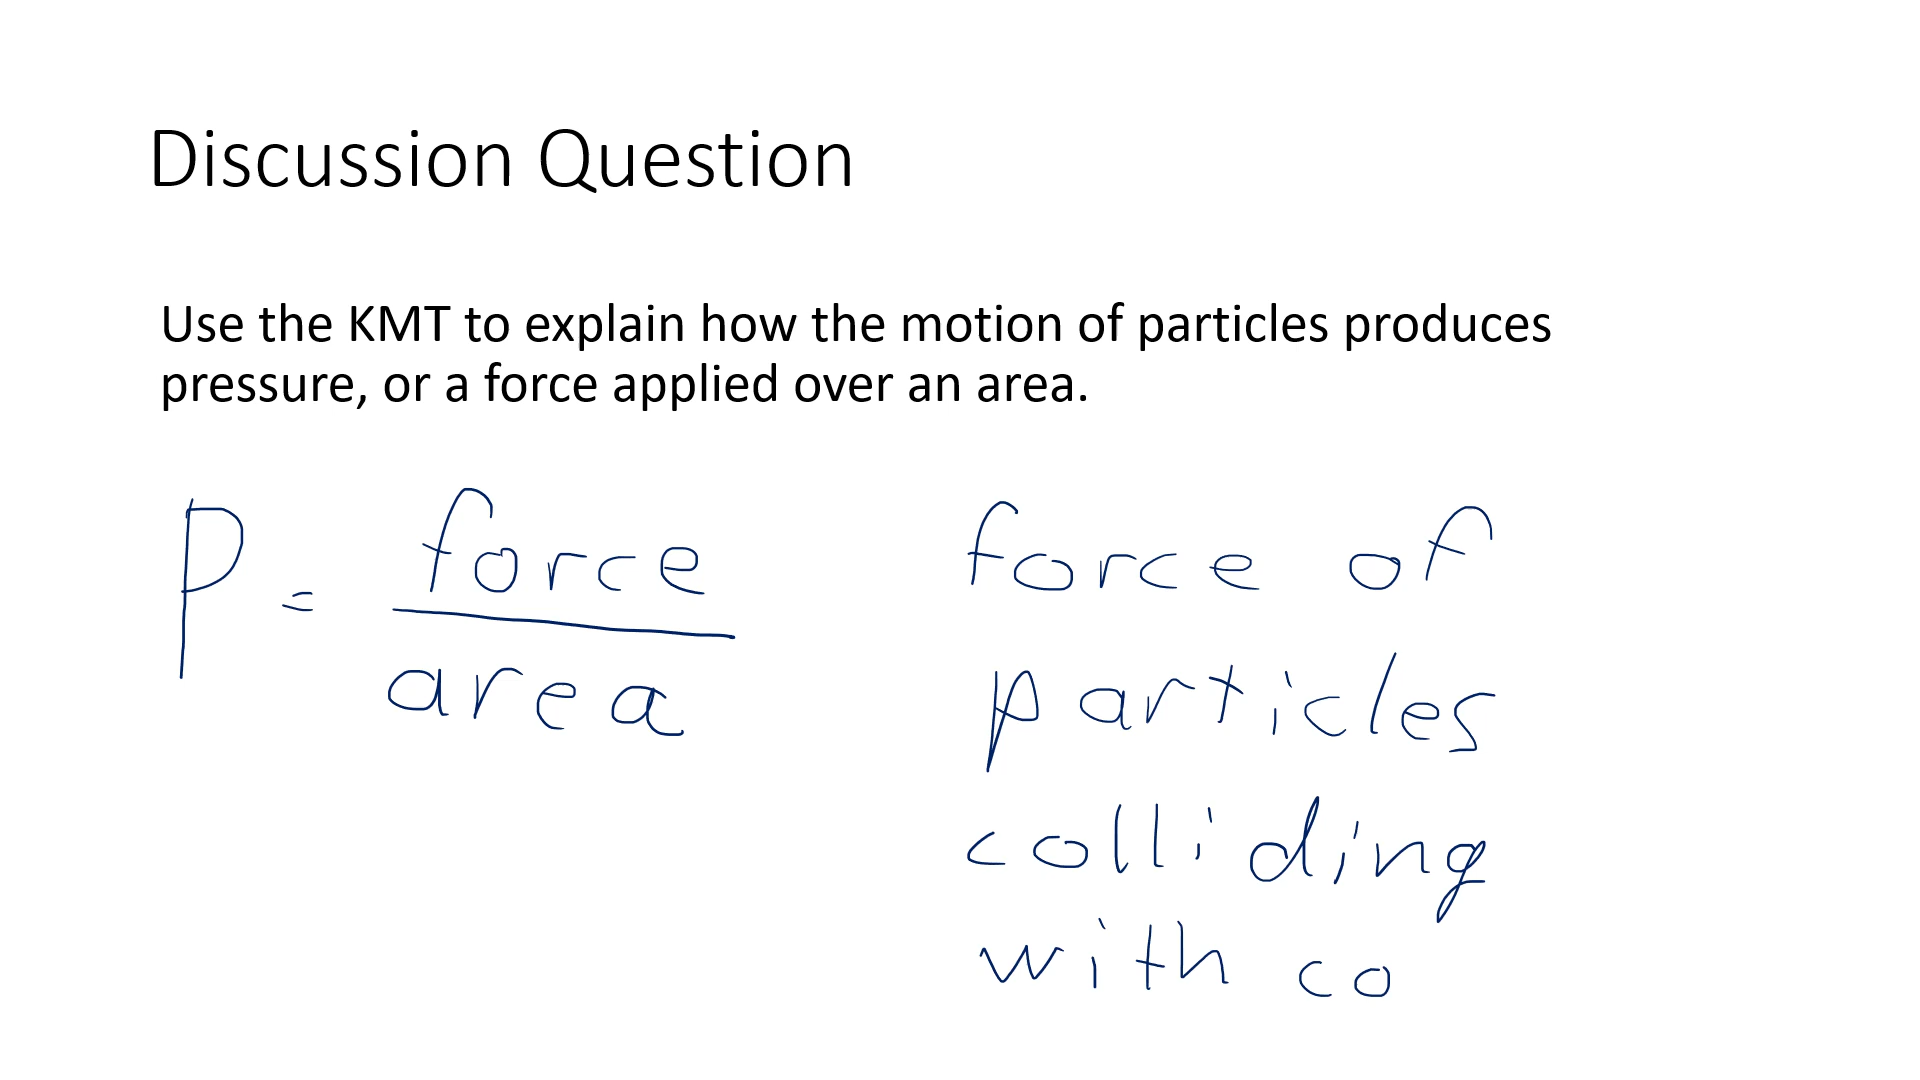 Discussion Question
Use the KMT to explain how the motion of particles produces
pressure, or a force applied over an area.
P = force
area
force of
particles
colliding
with co